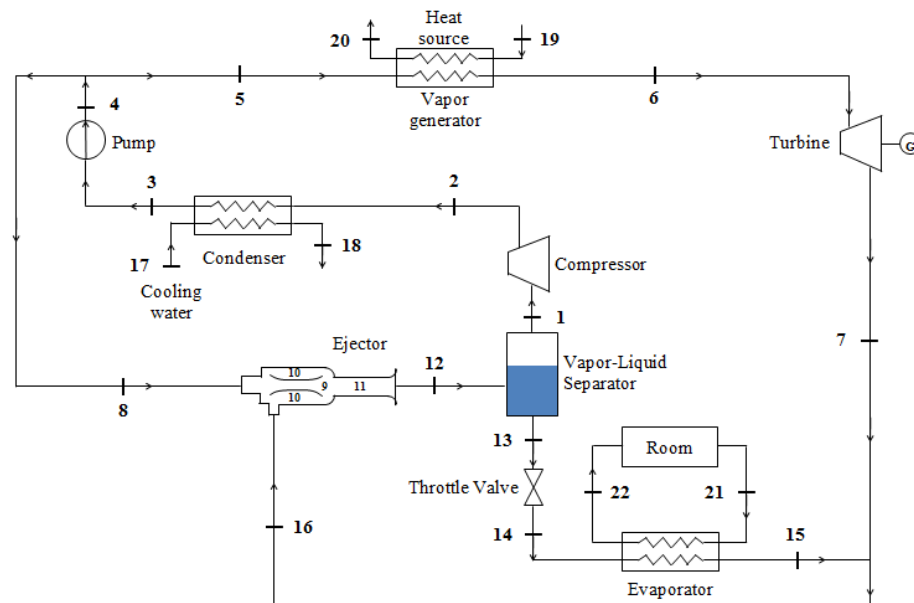 Heat
source
20
19
5
6
Vapor
generator
4
Pump
Turbine
G
3
2
18
Condenser
17
Cooling
water
Compressor
1
7
Ejector
12
10
9
11
10
Vapor-Liquid
Separator
8
13
Room
Throttle Valve
22
21
16
14
15
Evaporator